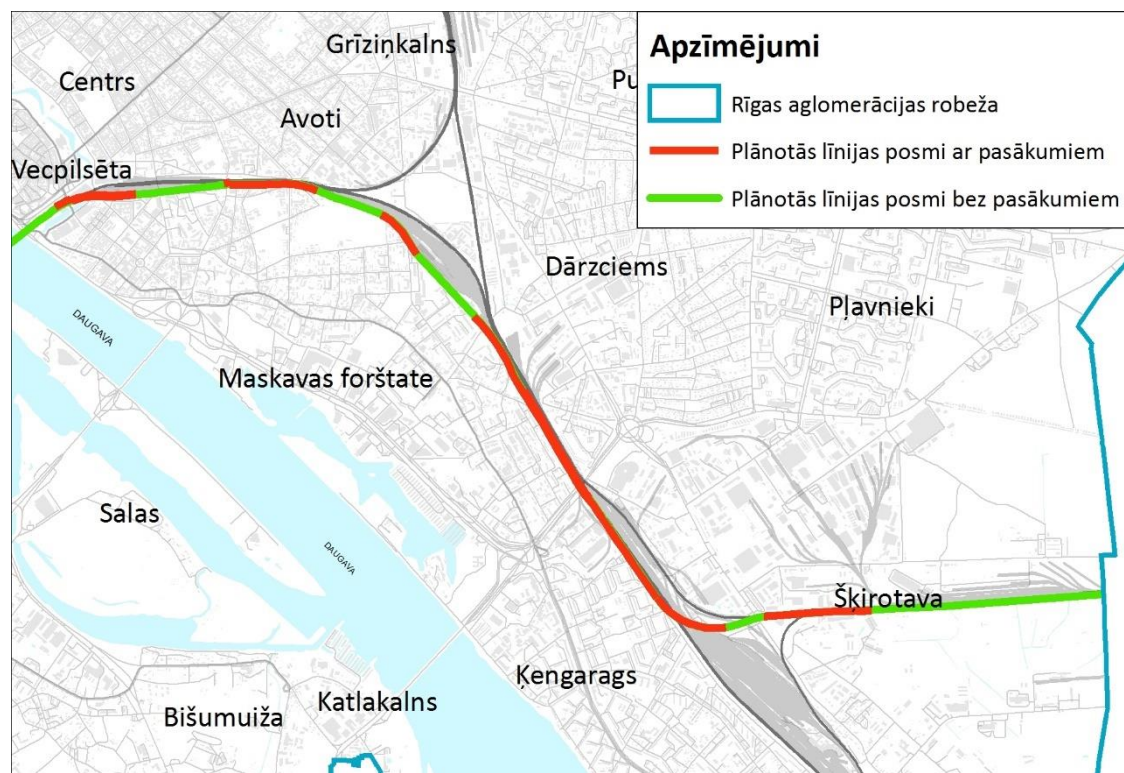 Grīziņkalns
Centrs
Avoti
Vecpilsēta
Pu
Apzīmējumi
Rīgas aglomerācijas robeža
Plānotās līnijas posmi ar pasākumiem
Plānotās līnijas posmi bez pasākumiem
Dārzciems
Pļavnieki
DAUGAVA
Maskavas forštate
Salas
DAUGAVA
Šķirotava
Ķengarags
Katlakalns
Bišumuiža